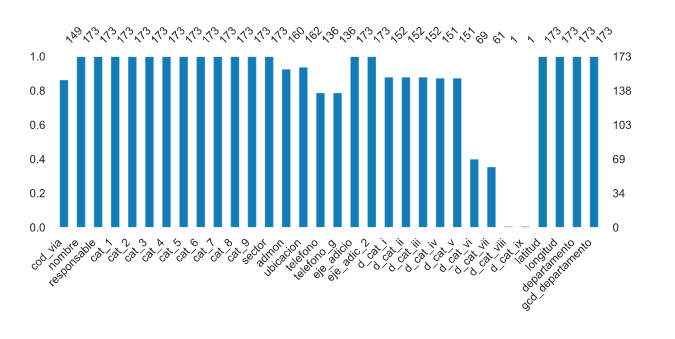 149 173 173 173 173 173 173 173 173 173 173 173 173 160 162 136 136 173 173 152 152 152 151 151 69 61 1 1 173 173 173 173
1.0 173
0.8 138
0.6 103
0.4 69
0.2 34
0.0 0
cod_via
nombre
responsable
cat_1
cat_2
cat_3
cat_4
cat_5
cat_6
cat_7
cat_8
cat_9
sector
admon
ubicacion
telefono
telefono_g
eje_adicio
eje_adic_2
d_cat_i
d_cat_ii
d_cat_iii
d_cat_iv
d_cat_v
d_cat_vi
d_cat_vii
d_cat_viii
d_cat_ix
latitud
longitud
departamento
gcd_departamento